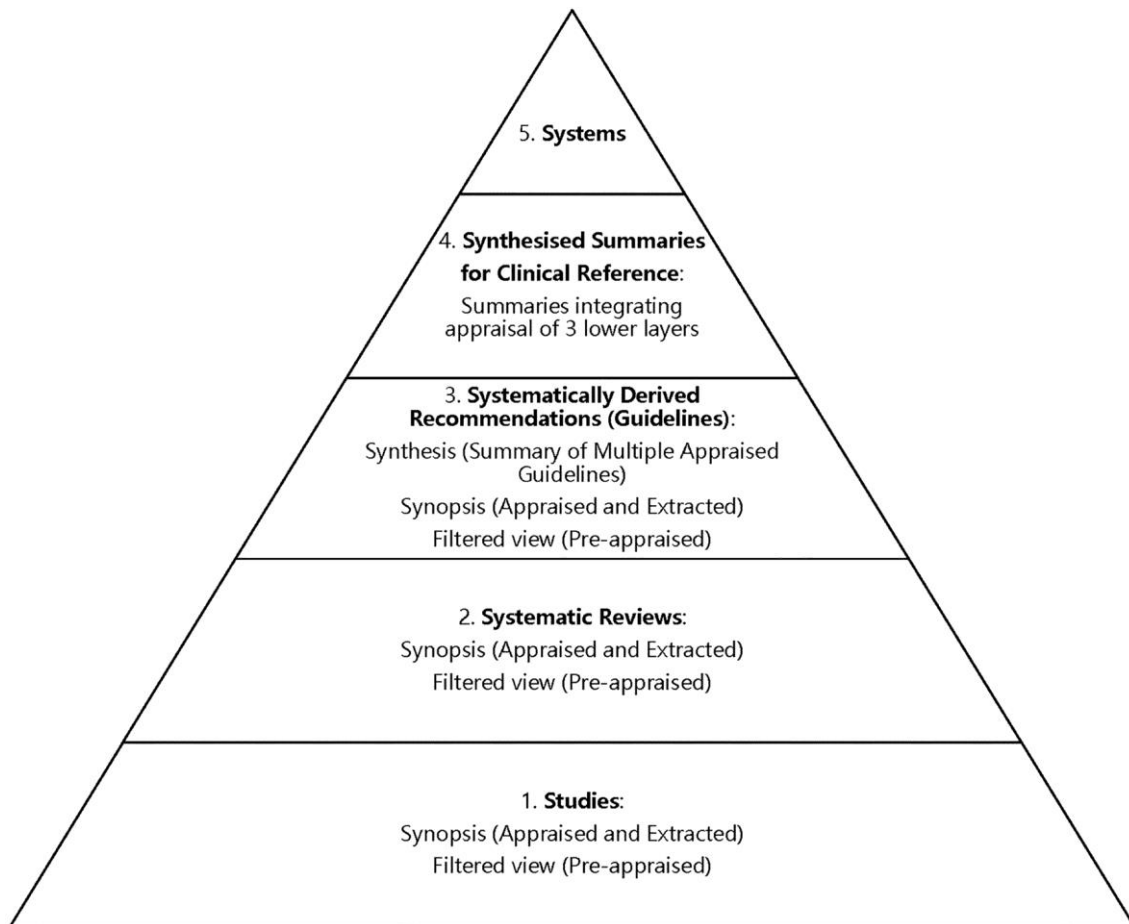 5. Systems
4. Synthesised Summaries
for Clinical Reference:
Summaries integrating
appraisal of 3 lower layers
3. Systematically Derived
Recommendations (Guidelines):
Synthesis (Summary of Multiple Appraised
Guidelines)
Synopsis (Appraised and Extracted)
Filtered view (Pre-appraised)
2. Systematic Reviews:
Synopsis (Appraised and Extracted)
Filtered view (Pre-appraised)
1. Studies:
Synopsis (Appraised and Extracted)
Filtered view (Pre-appraised)